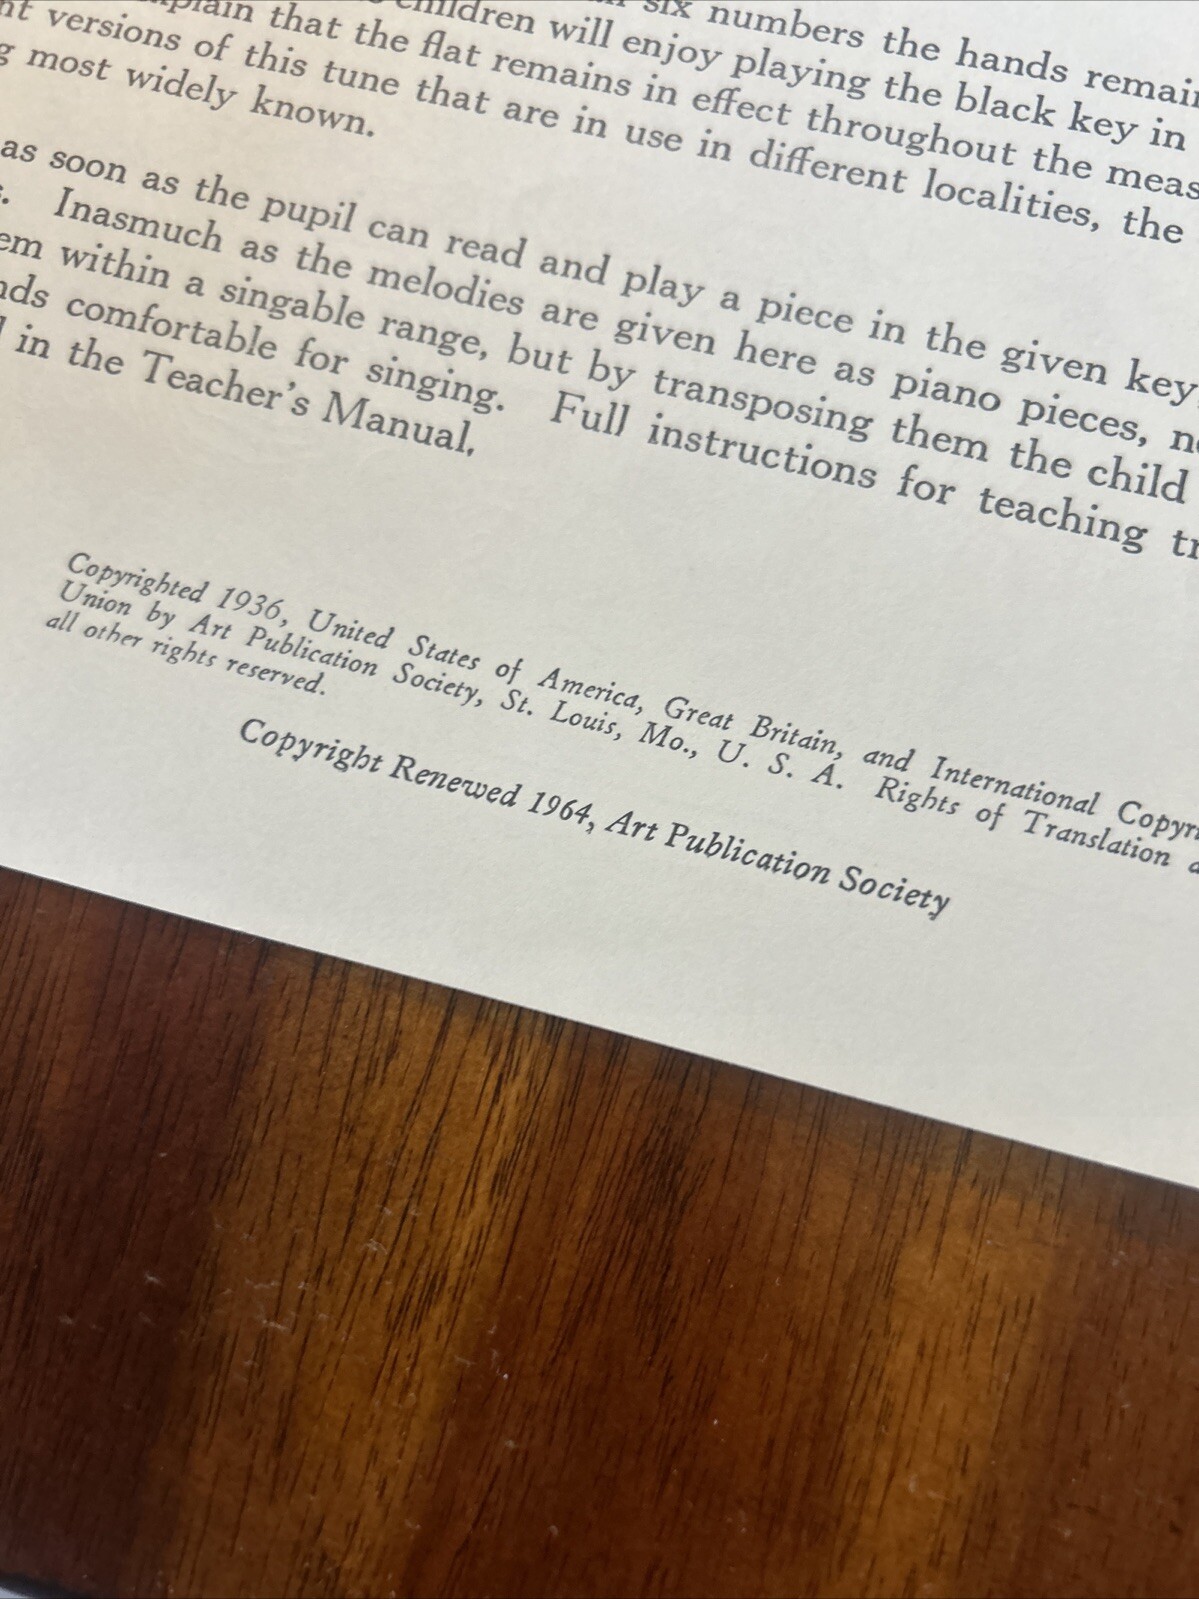 six numbers the hands remain
children will enjoy playing the black key in
that the flat remains in effect throughout the meas
versions of this tune that are in use in different localities, the
g most widely known.
as soon as the pupil can read and play a piece in the given key,
s. Inasmuch as the melodies are given here as piano pieces, n
em within a singable range, but by transposing them the child
nds comfortable for singing. Full instructions for teaching tr
in the Teacher's Manual.
Copyrighted 1936, United States of America, Great Britain, and International Copyr
Union by Art Publication Society, St. Louis, Mo., U. S. A. Rights of Translation a
all other rights reserved.
Copyright Renewed 1964, Art Publication Society